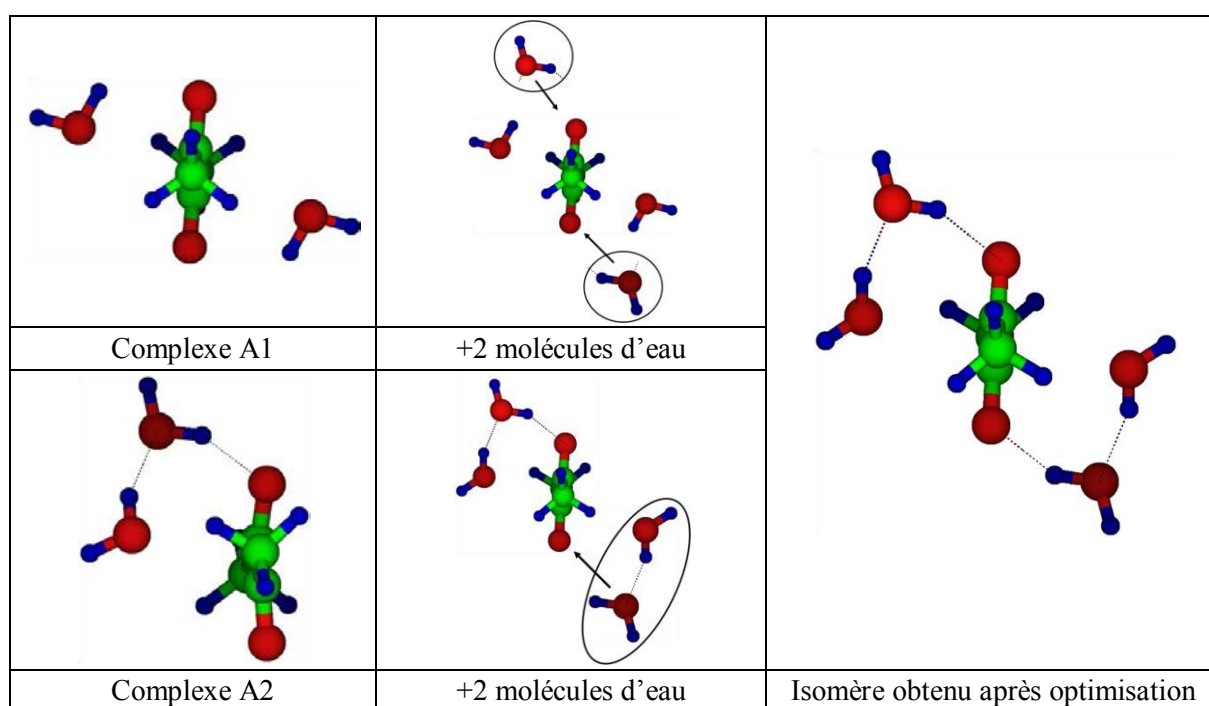 Complexe A1
+2 molécules d'eau
Complexe A2
+2 molécules d'eau
Isomère obtenu après optimisation